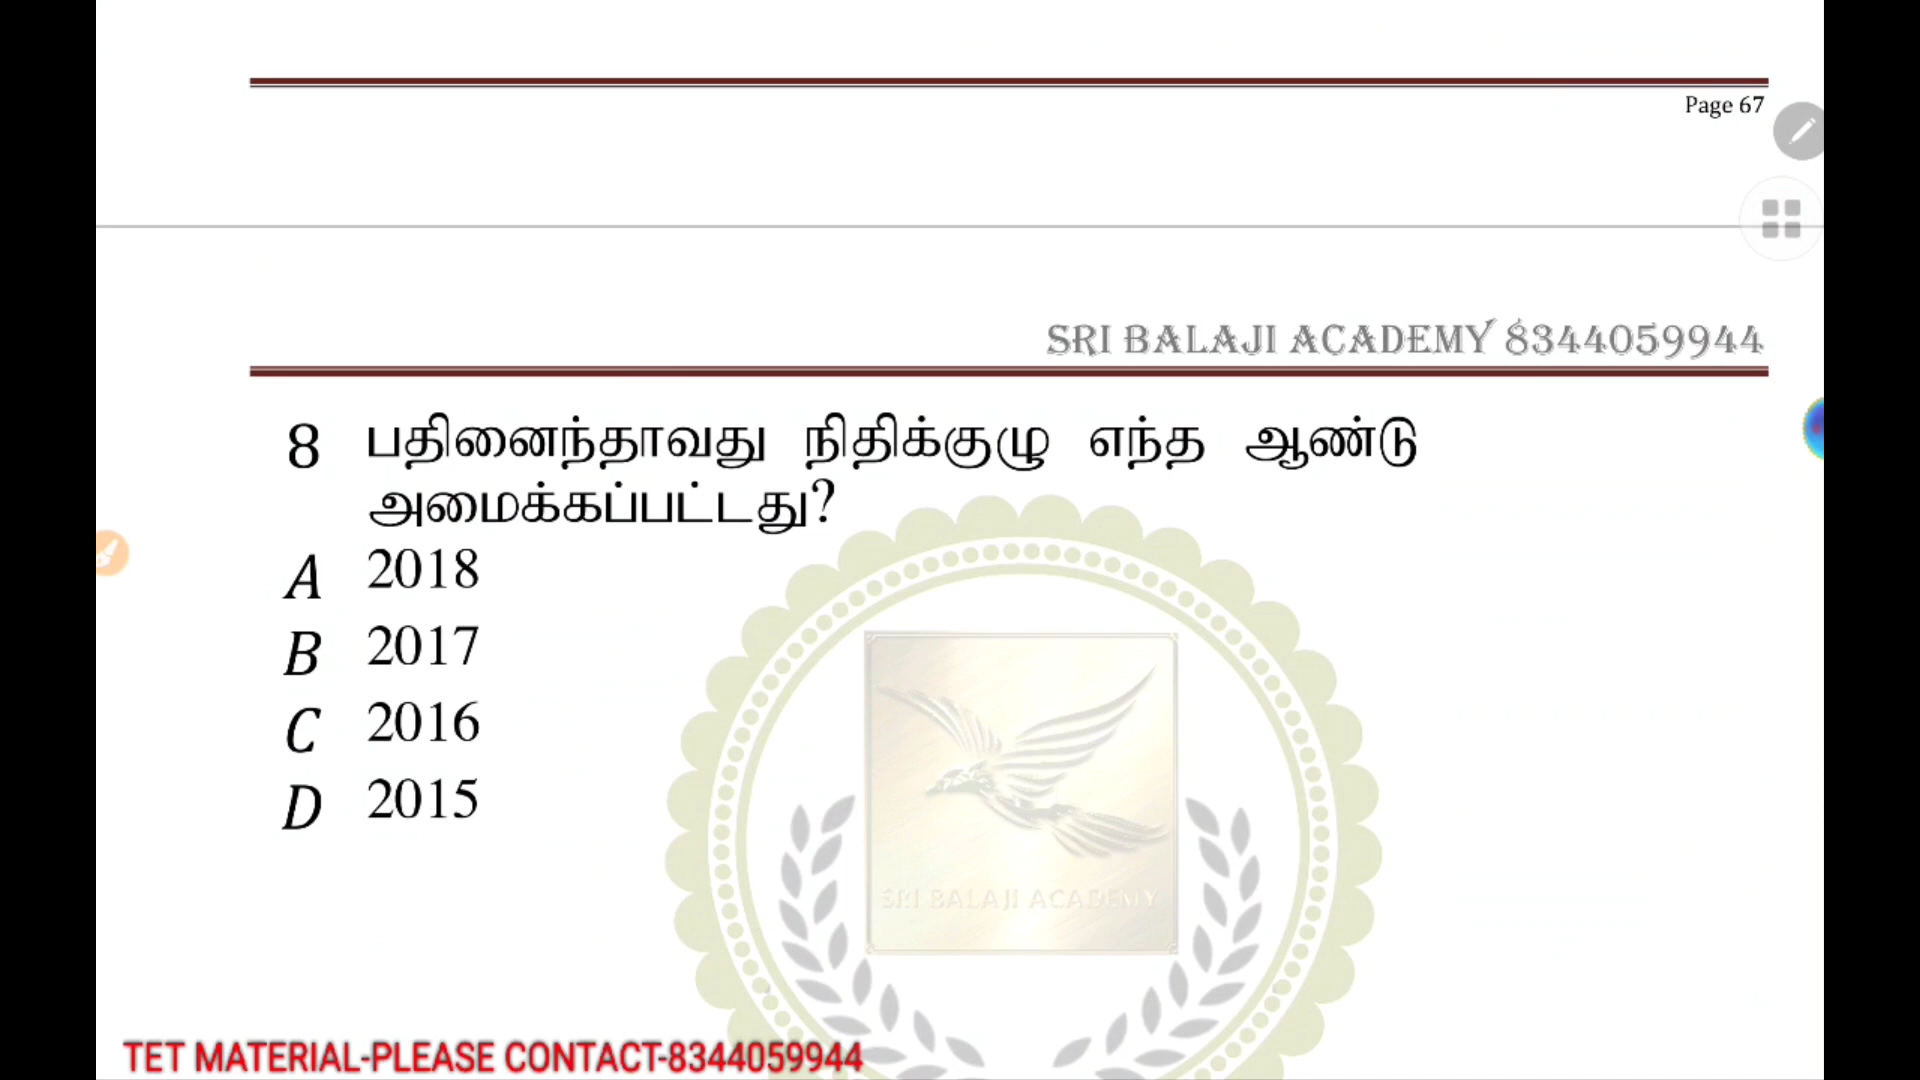 Page 67
SRI BALAJI ACADEMY 8344059944
8 பதினைந்தாவது நிதிக்குழு எந்த ஆண்டு
அமைக்கப்பட்டது?
A 2018
B 2017
C 2016
D 2015
SRI BALAJI ACADEMY
TET MATERIAL-PLEASE CONTACT-8344059944